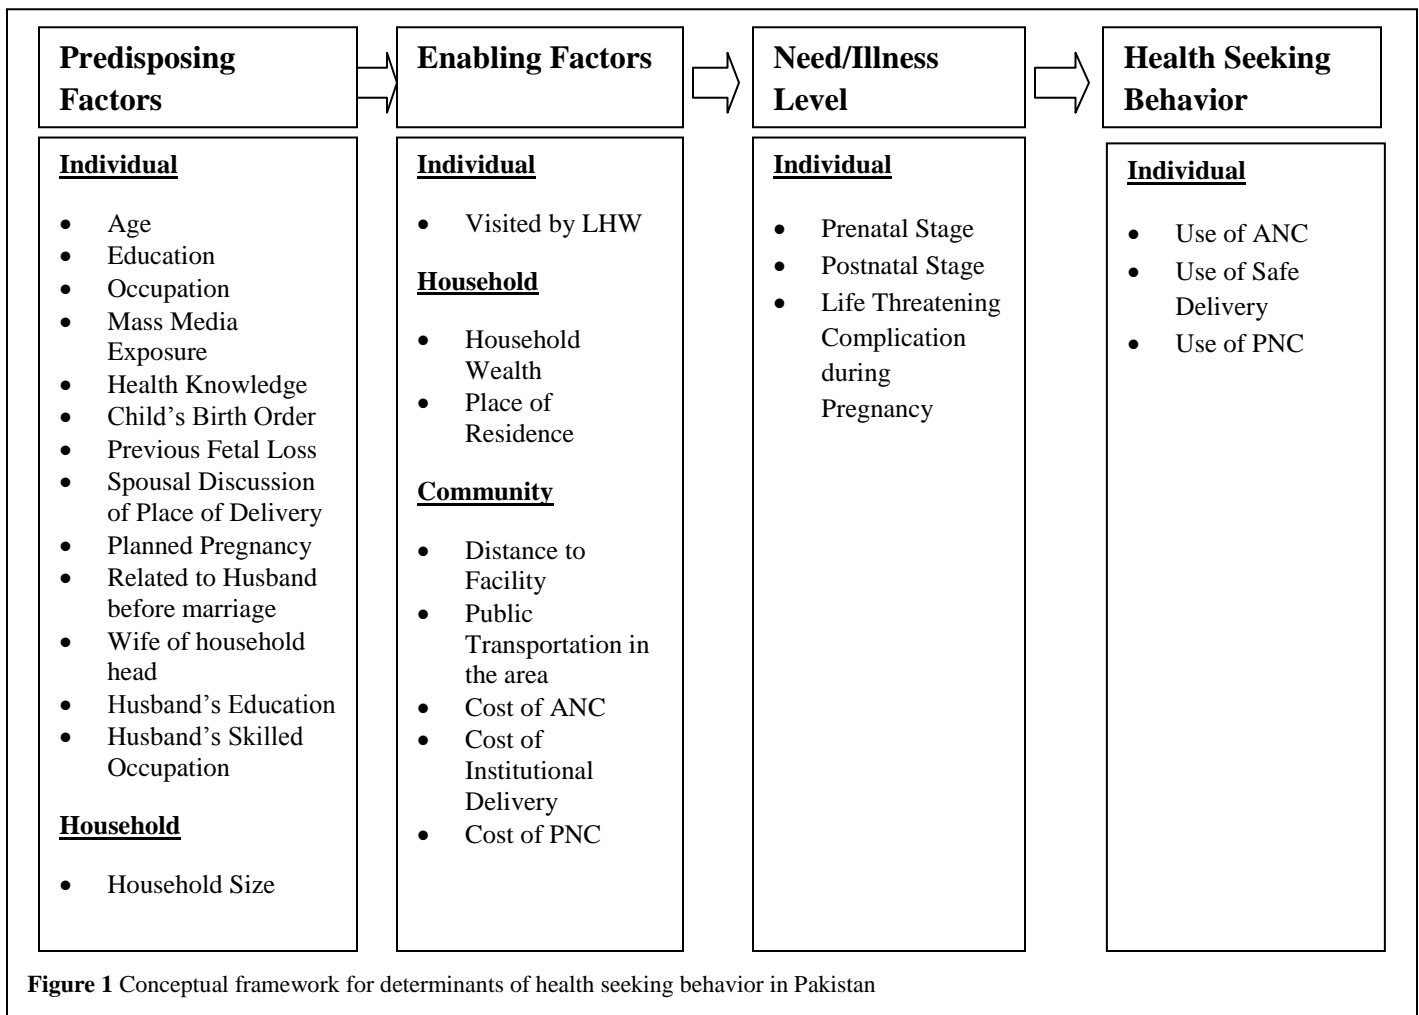 Predisposing
Factors
Individual
• Age
• Education
• Occupation
• Mass Media
Exposure
• Health Knowledge
• Child’s Birth Order
• Previous Fetal Loss
• Spousal Discussion
of Place of Delivery
• Planned Pregnancy
• Related to Husband
before marriage
• Wife of household
head
• Husband’s Education
• Husband’s Skilled
Occupation
Household
• Household Size
Enabling Factors
Individual
• Visited by LHW
Household
• Household
Wealth
• Place of
Residence
Community
• Distance to
Facility
• Public
Transportation in
the area
• Cost of ANC
• Cost of
Institutional
Delivery
• Cost of PNC
Need/Illness
Level
Individual
• Prenatal Stage
• Postnatal Stage
• Life Threatening
Complication
during
Pregnancy
Health Seeking
Behavior
Individual
• Use of ANC
• Use of Safe
Delivery
• Use of PNC
Figure 1 Conceptual framework for determinants of health seeking behavior in Pakistan